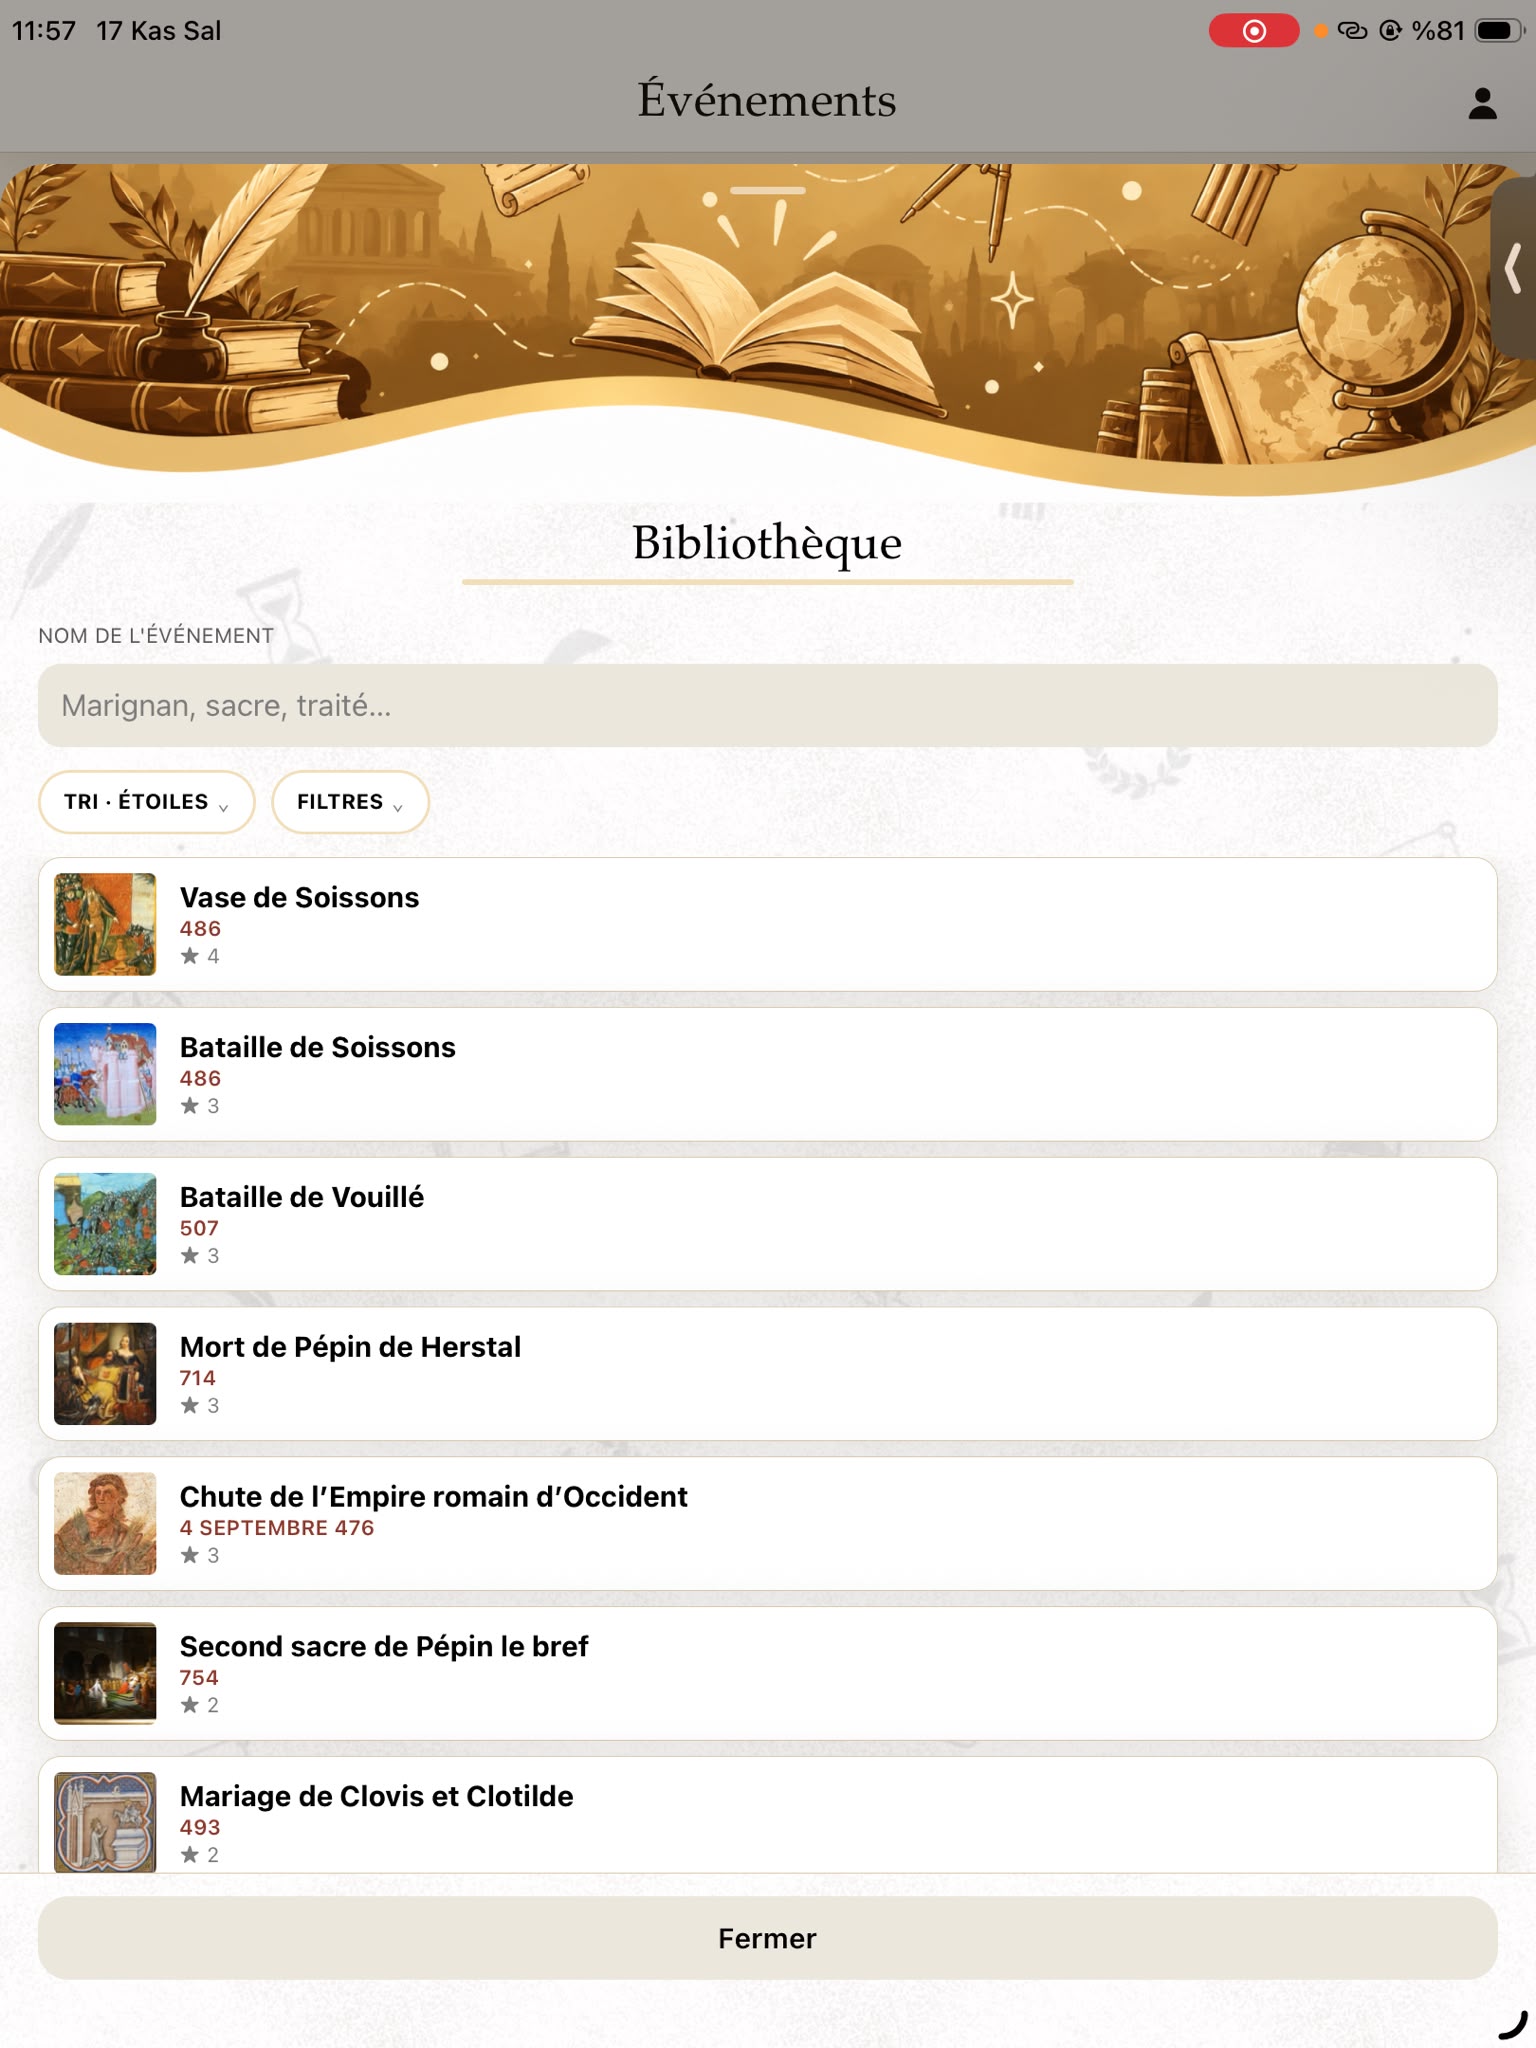 11:57 17 Kas Sal %81
Événements
Bibliothèque
NOM DE L'ÉVÉNEMENT
Marignan, sacre, traité...
TRI · ÉTOILES FILTRES
Vase de Soissons
486
★ 4
Bataille de Soissons
486
★ 3
Bataille de Vouillé
507
★ 3
Mort de Pépin de Herstal
714
★ 3
Chute de l’Empire romain d’Occident
4 SEPTEMBRE 476
★ 3
Second sacre de Pépin le bref
754
★ 2
Mariage de Clovis et Clotilde
493
★ 2
Fermer